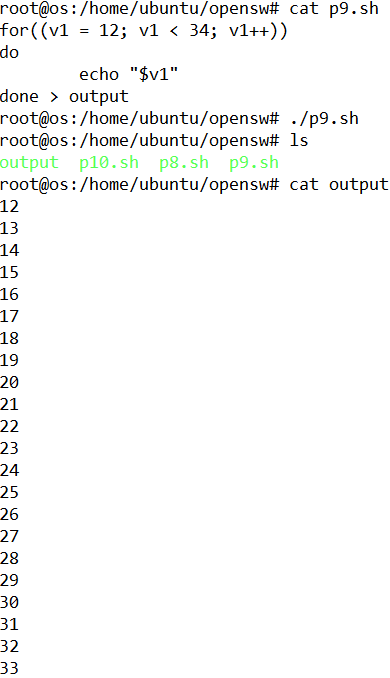 root@os:/home/ubuntu/opensw# cat p9.sh
for((v1 = 12; v1 < 34; v1++))
do
        echo "$v1"
done > output
root@os:/home/ubuntu/opensw# ./p9.sh
root@os:/home/ubuntu/opensw# ls
output  p10.sh  p8.sh  p9.sh
root@os:/home/ubuntu/opensw# cat output
12
13
14
15
16
17
18
19
20
21
22
23
24
25
26
27
28
29
30
31
32
33